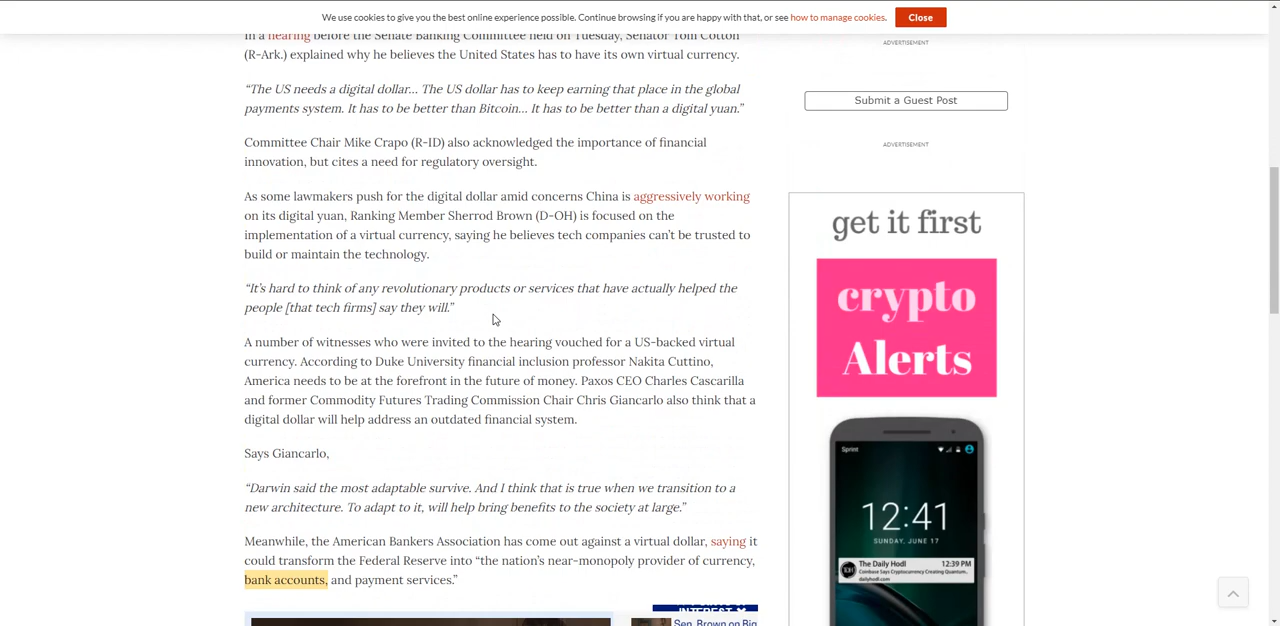 We use cookies to give you the best online experience possible. Continue browsing if you are happy with that, or see how to manage cookies. Close
In a hearing before the Senate Banking Committee held on Tuesday, Senator Tom Cotton
(R-Ark.) explained why he believes the United States has to have its own virtual currency.
“The US needs a digital dollar… The US dollar has to keep earning that place in the global
payments system. It has to be better than Bitcoin… It has to be better than a digital yuan.”
Committee Chair Mike Crapo (R-ID) also acknowledged the importance of financial
innovation, but cites a need for regulatory oversight.
As some lawmakers push for the digital dollar amid concerns China is aggressively working
on its digital yuan, Ranking Member Sherrod Brown (D-OH) is focused on the
implementation of a virtual currency, saying he believes tech companies can’t be trusted to
build or maintain the technology.
“It’s hard to think of any revolutionary products or services that have actually helped the
people [that tech firms] say they will.”
A number of witnesses who were invited to the hearing vouched for a US-backed virtual
currency. According to Duke University financial inclusion professor Nakita Cuttino,
America needs to be at the forefront in the future of money. Paxos CEO Charles Cascarilla
and former Commodity Futures Trading Commission Chair Chris Giancarlo also think that a
digital dollar will help address an outdated financial system.
Says Giancarlo,
“Darwin said the most adaptable survive. And I think that is true when we transition to a
new architecture. To adapt to it, will help bring benefits to the society at large.”
Meanwhile, the American Bankers Association has come out against a virtual dollar, saying it
could transform the Federal Reserve into “the nation’s near-monopoly provider of currency,
bank accounts, and payment services.”
INTEREST
Sen. Brown on Big
ADVERTISEMENT
Submit a Guest Post
ADVERTISEMENT
get it first
crypto
Alerts
Sprint
12:41
SUNDAY, JUNE 17
The Daily Hodl 12:39 PM
Coinbase Says Cryptocurrency Creating Quantum..
dailyhodl.com